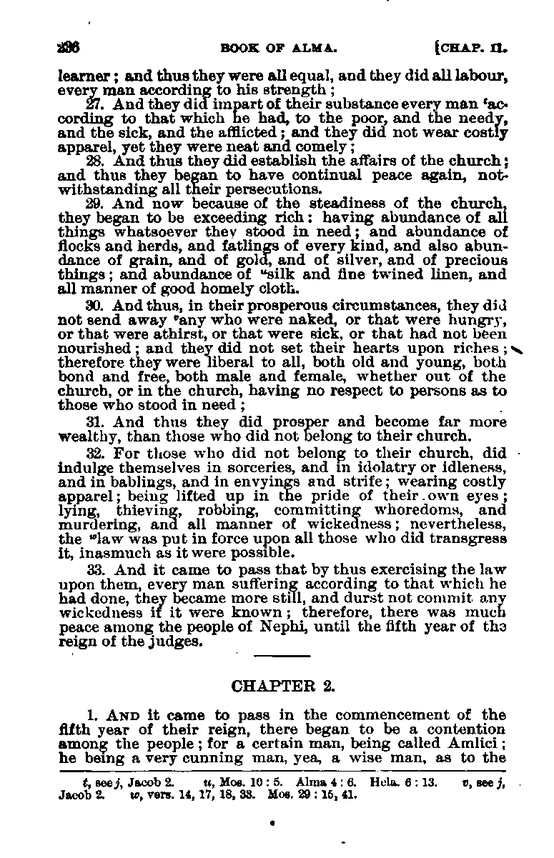 236 BOOK OF ALMA. [CHAP. II.
learner; and thus they were all equal, and they did all labour,
every man according to his strength;
27. And they did impart of their substance every man ᵗac-
cording to that which he had, to the poor, and the needy,
and the sick, and the afflicted; and they did not wear costly
apparel, yet they were neat and comely;
28. And thus they did establish the affairs of the church;
and thus they began to have continual peace again, not-
withstanding all their persecutions.
29. And now because of the steadiness of the church,
they began to be exceeding rich: having abundance of all
things whatsoever they stood in need; and abundance of
flocks and herds, and fatlings of every kind, and also abun-
dance of grain, and of gold, and of silver, and of precious
things; and abundance of ᵘsilk and fine twined linen, and
all manner of good homely cloth.
30. And thus, in their prosperous circumstances, they did
not send away ᵛany who were naked, or that were hungry,
or that were athirst, or that were sick, or that had not been
nourished; and they did not set their hearts upon riches;
therefore they were liberal to all, both old and young, both
bond and free, both male and female, whether out of the
church, or in the church, having no respect to persons as to
those who stood in need;
31. And thus they did prosper and become far more
wealthy, than those who did not belong to their church.
32. For those who did not belong to their church, did
indulge themselves in sorceries, and in idolatry or idleness,
and in bablings, and in envyings and strife; wearing costly
apparel; being lifted up in the pride of their own eyes;
lying, thieving, robbing, committing whoredoms, and
murdering, and all manner of wickedness; nevertheless,
the ʷlaw was put in force upon all those who did transgress
it, inasmuch as it were possible.
33. And it came to pass that by thus exercising the law
upon them, every man suffering according to that which he
had done, they became more still, and durst not commit any
wickedness if it were known; therefore, there was much
peace among the people of Nephi, until the fifth year of the
reign of the judges.
CHAPTER 2.
1. AND it came to pass in the commencement of the
fifth year of their reign, there began to be a contention
among the people; for a certain man, being called Amlici;
he being a very cunning man, yea, a wise man, as to the
t, see j, Jacob 2. u, Mos. 10:5. Alma 4:6. Hela. 6:13. v, see j,
Jacob 2. w, vers. 14, 17, 18, 33. Mos. 29:15, 41.